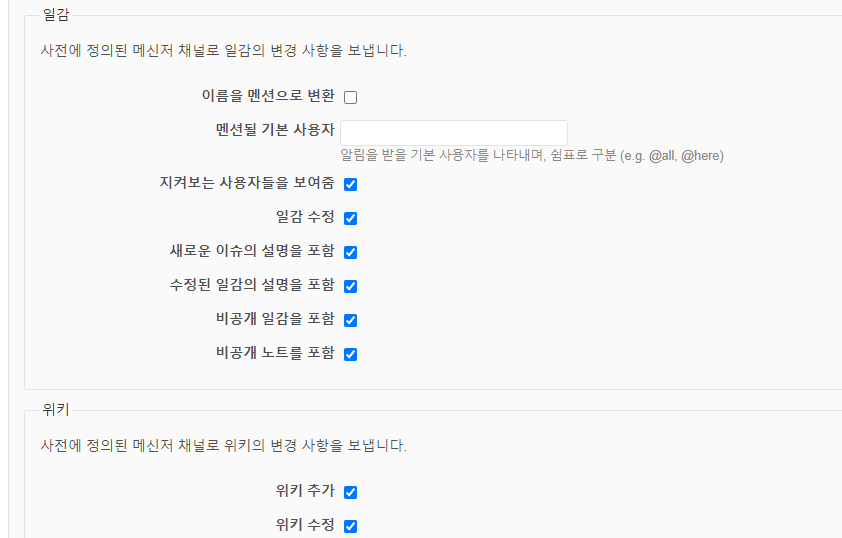 일감
사전에 정의된 메신저 채널로 일감의 변경 사항을 보냅니다.
이름을 멘션으로 변환
멘션될 기본 사용자
알림을 받을 기본 사용자를 나타내며, 쉼표로 구분 (e.g. @all, @here)
지켜보는 사용자들을 보여줌
일감 수정
새로운 이슈의 설명을 포함
수정된 일감의 설명을 포함
비공개 일감을 포함
비공개 노트를 포함
위키
사전에 정의된 메신저 채널로 위키의 변경 사항을 보냅니다.
위키 추가
위키 수정